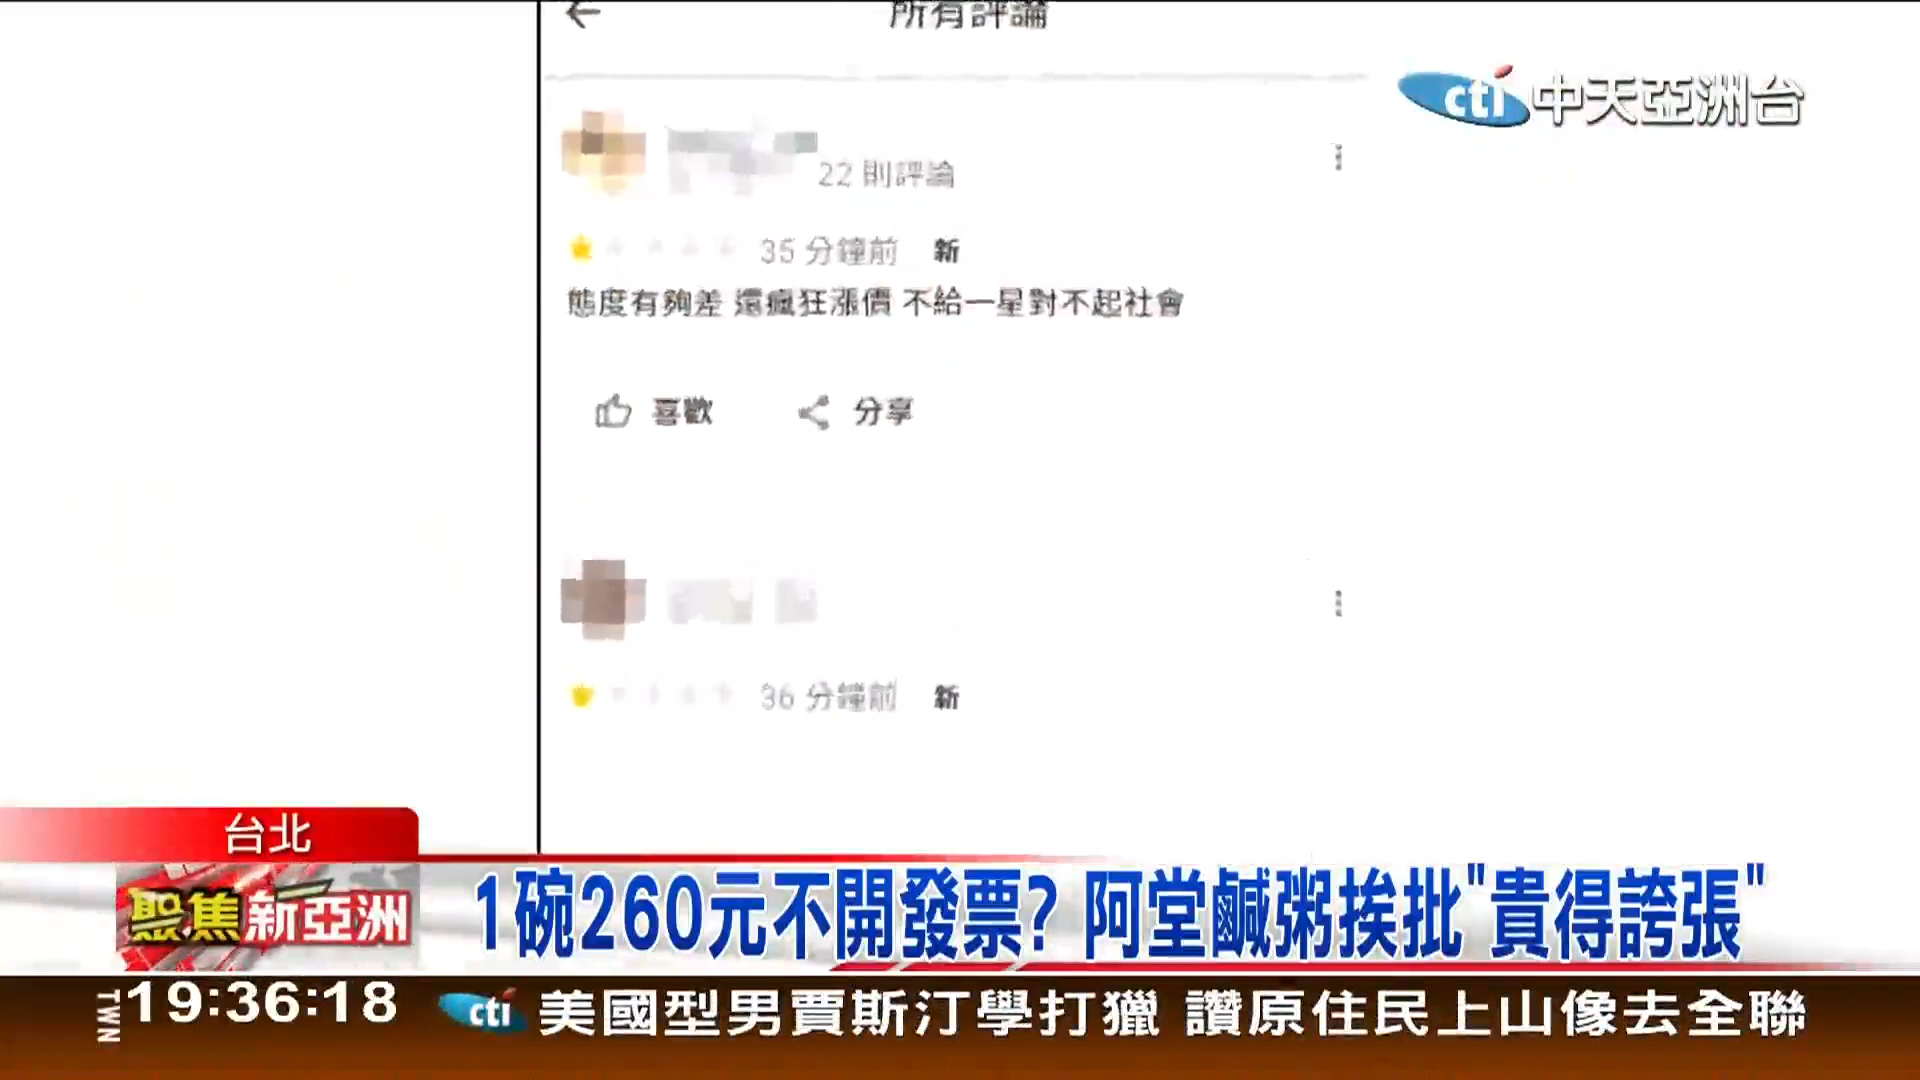 所有評論
cti中天亞洲台
22 則評論
35 分鐘前 新
態度有夠差 還瘋狂漲價 不給一星對不起社會
喜歡 分享
36 分鐘前 新
台北
聚焦新亞洲
1碗260元不開發票? 阿堂鹹粥挨批"貴得誇張"
TWN 19:36:18
cti 美國型男賈斯汀學打獵 讚原住民上山像去全聯